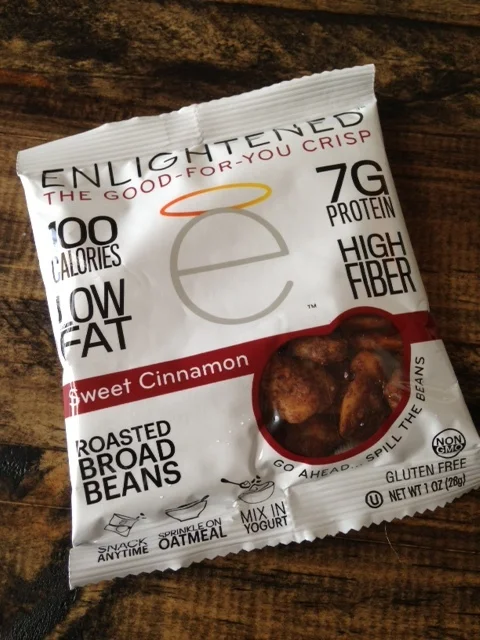 ENLIGHTENED
THE GOOD-FOR-YOU CRISP
100
CALORIES
LOW
FAT
e
™
7G
PROTEIN
HIGH
FIBER
Sweet Cinnamon
ROASTED
BROAD
BEANS
GO AHEAD... SPILL THE BEANS
SNACK
ANYTIME
SPRINKLE ON
OATMEAL
MIX IN
YOGURT
NON
GMO
GLUTEN FREE
U NET WT 1 OZ (28g)